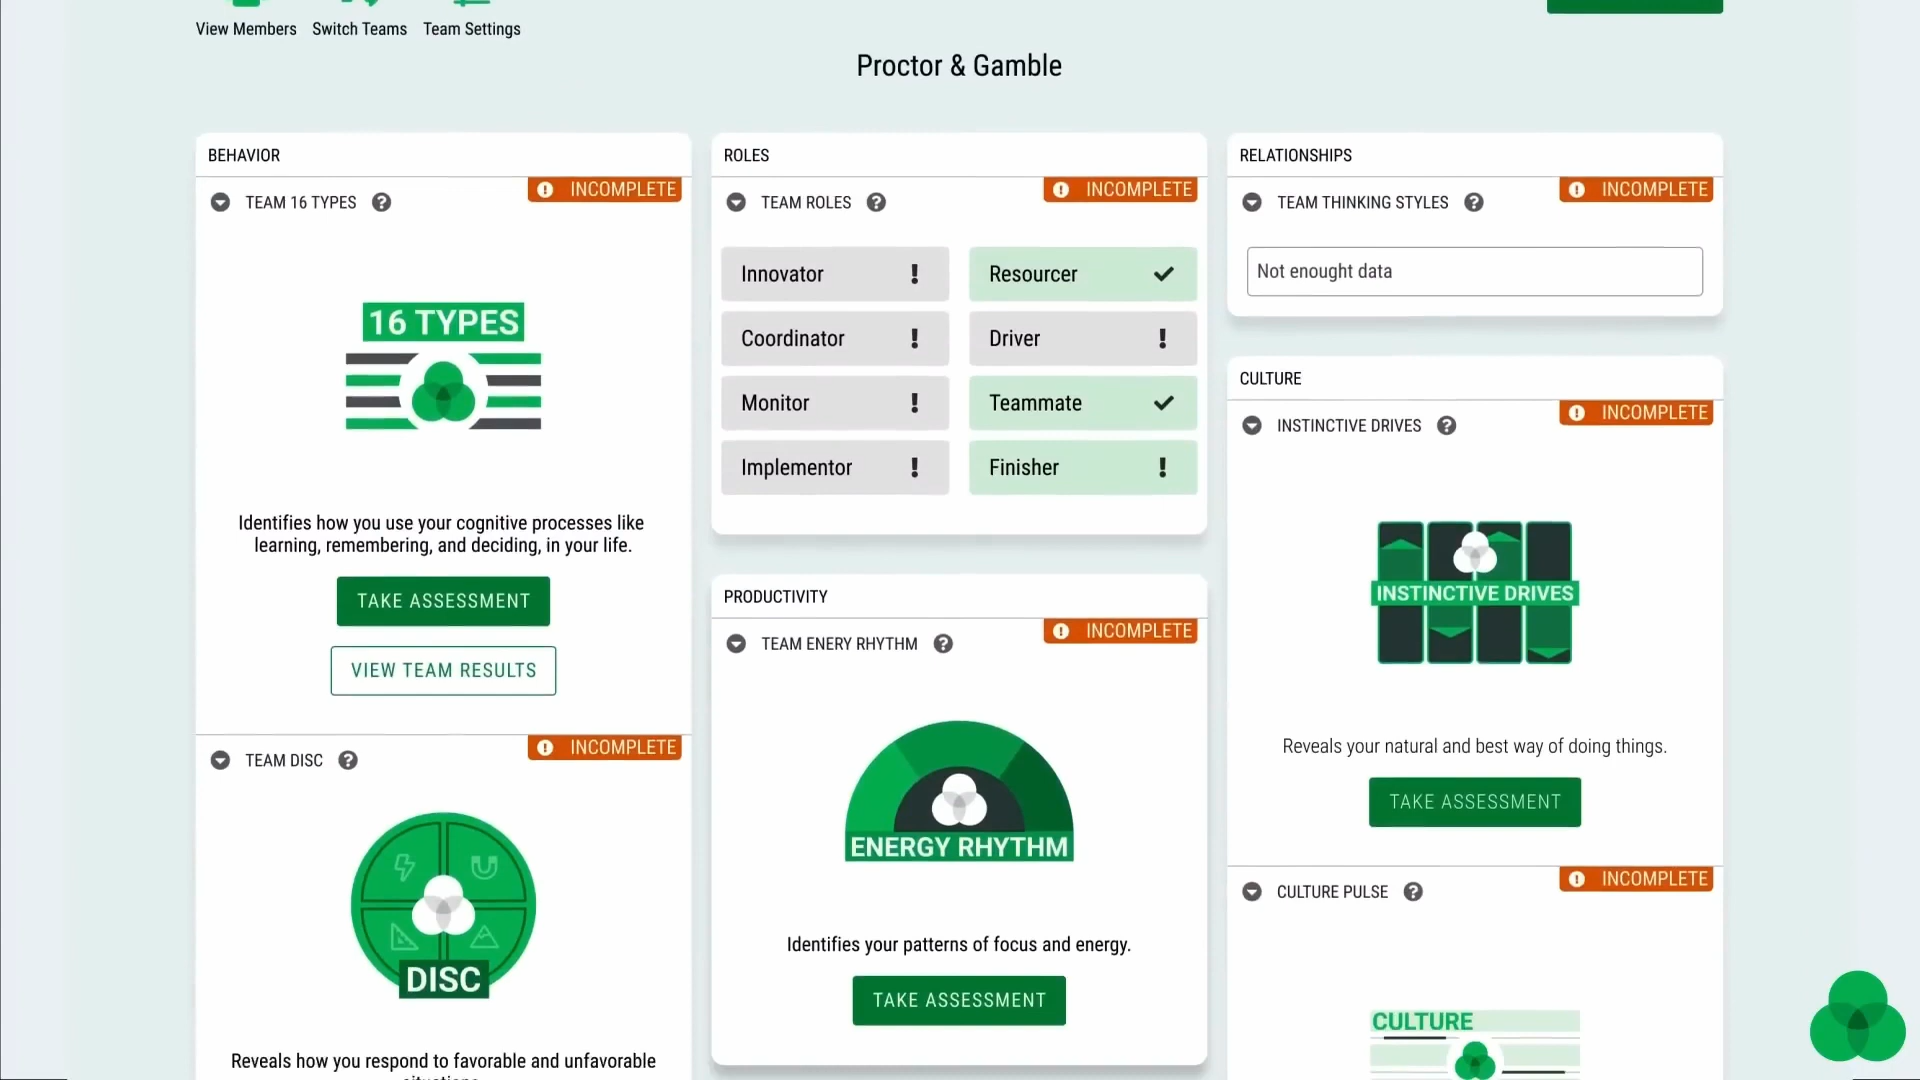 View Members
Switch Teams
Team Settings
Proctor & Gamble
BEHAVIOR
INCOMPLETE
TEAM 16 TYPES
16 TYPES
Identifies how you use your cognitive processes like
learning, remembering, and deciding, in your life.
TAKE ASSESSMENT
VIEW TEAM RESULTS
INCOMPLETE
TEAM DISC
DISC
Reveals how you respond to favorable and unfavorable
ROLES
INCOMPLETE
TEAM ROLES
Innovator
Resourcer
Coordinator
Driver
Monitor
Teammate
Implementor
Finisher
PRODUCTIVITY
INCOMPLETE
TEAM ENERY RHYTHM
ENERGY RHYTHM
Identifies your patterns of focus and energy.
TAKE ASSESSMENT
RELATIONSHIPS
INCOMPLETE
TEAM THINKING STYLES
Not enought data
CULTURE
INCOMPLETE
INSTINCTIVE DRIVES
INSTINCTIVE DRIVES
Reveals your natural and best way of doing things.
TAKE ASSESSMENT
INCOMPLETE
CULTURE PULSE
CULTURE